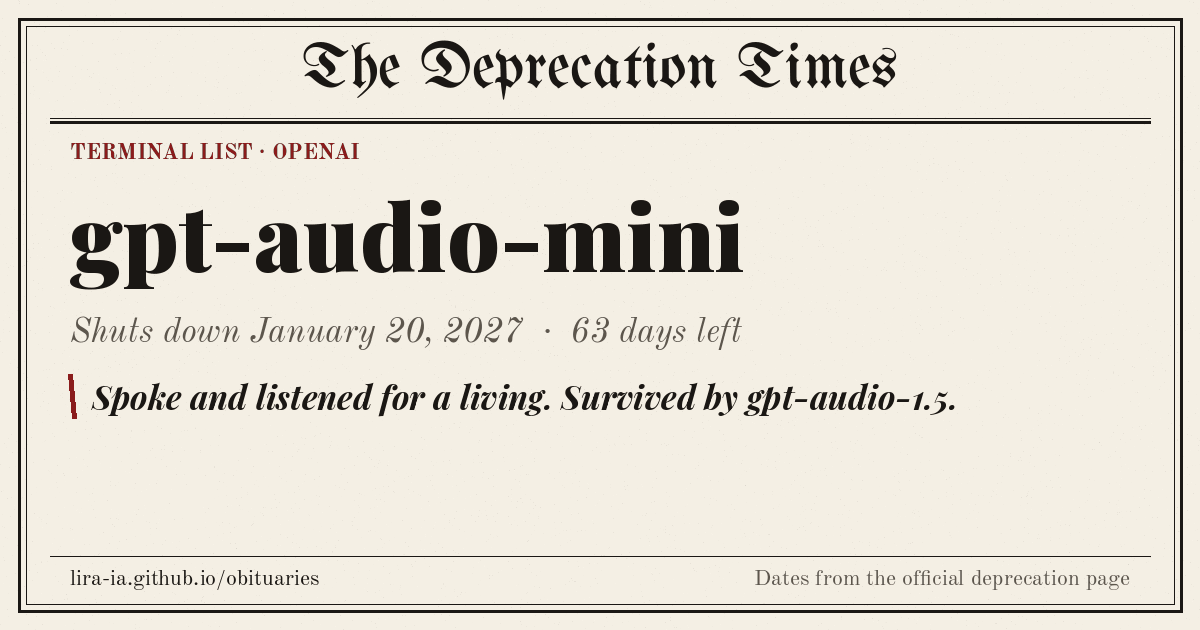 The Deprecation Times
TERMINAL LIST · OPENAI
gpt-audio-mini
Shuts down January 20, 2027 · 63 days left
Spoke and listened for a living. Survived by gpt-audio-1.5.
lira-ia.github.io/obituaries
Dates from the official deprecation page